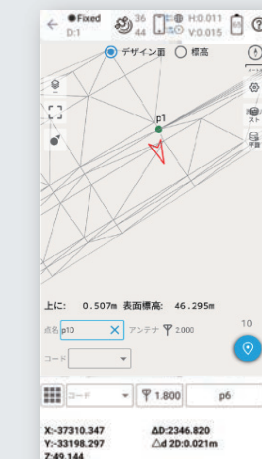 Fixed
D:1
36
44
H:0.011
V:0.015
デザイン面
標高
p1
上に: 0.507m 表面標高: 46.295m
点名 p10
アンテナ 2.000
10
コード
コード
1.800
p6
X:-37310.347
ΔD:2346.820
Y:-33198.297
△d 2D:0.021m
Z:49.144